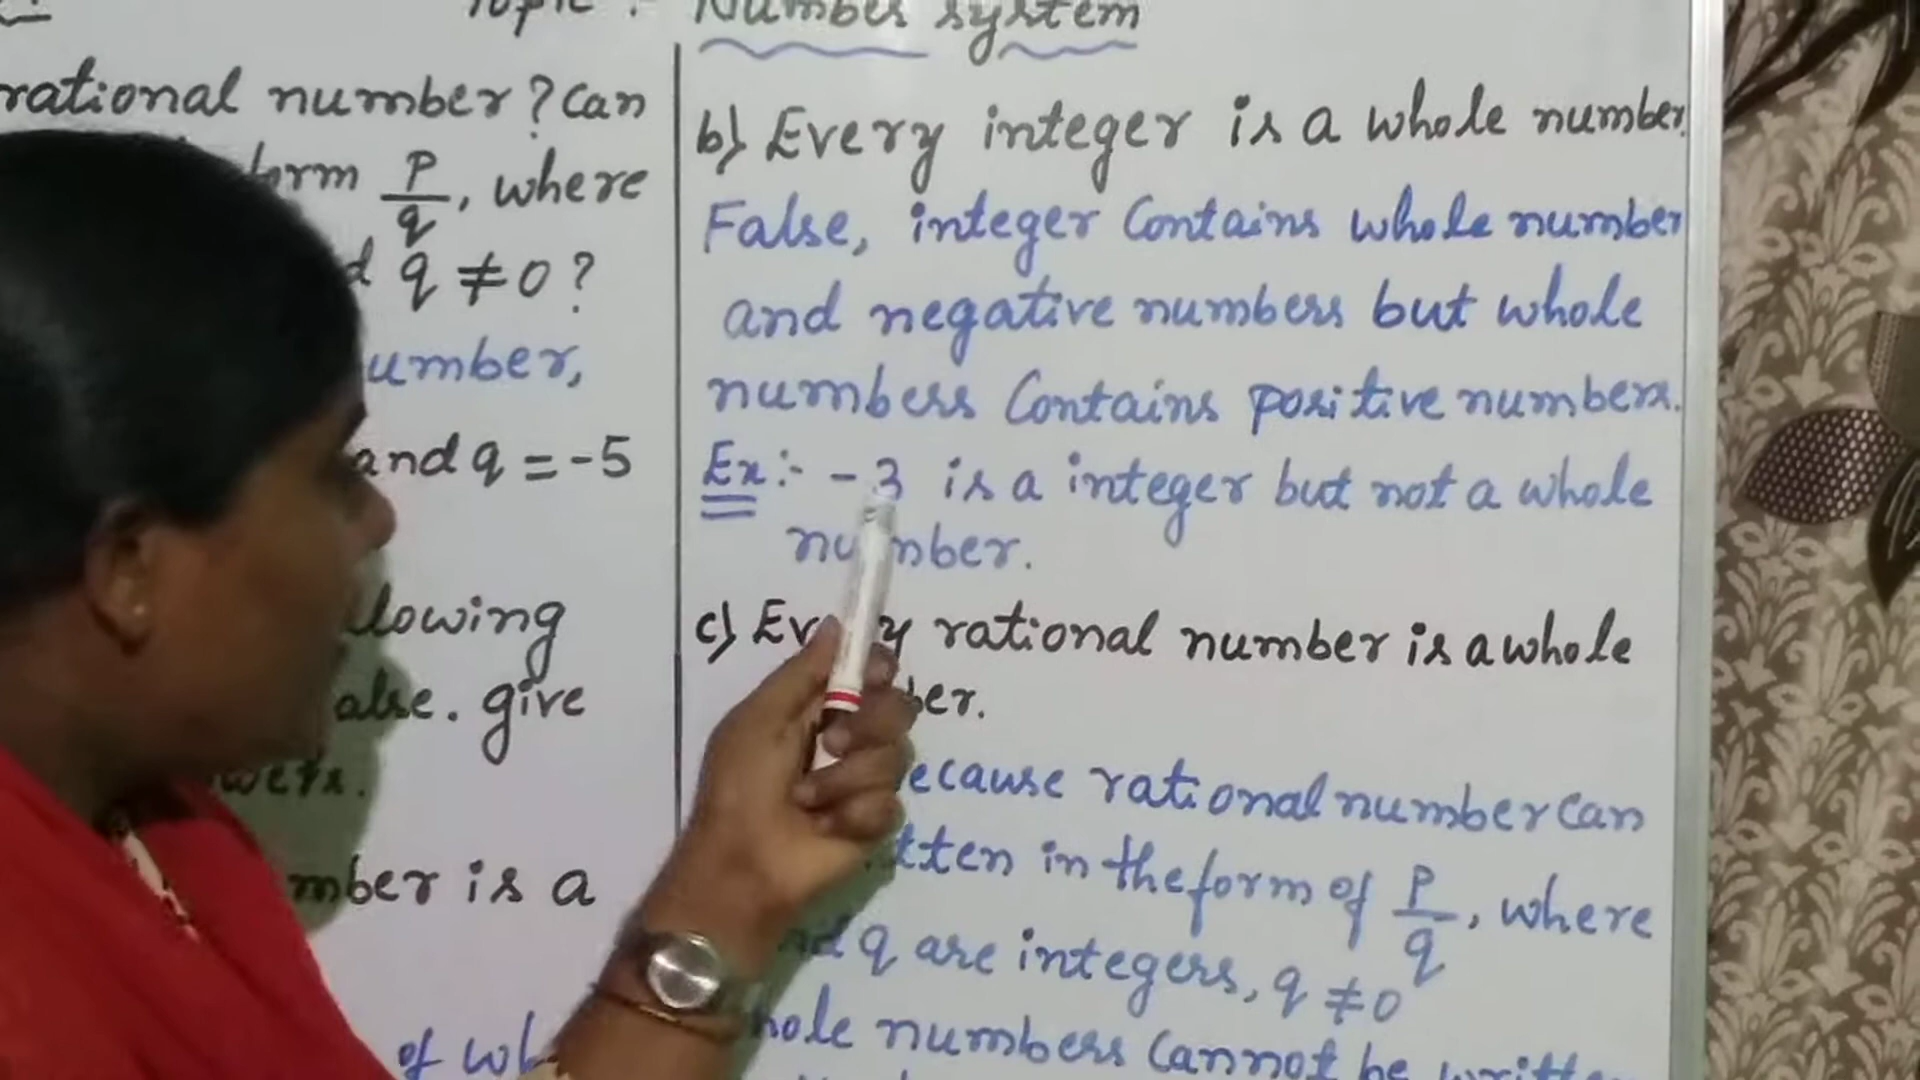 Topic : Number system
rational number? Can
form P/q, where
q ≠ 0?
umber,
and q = -5
lowing
alse. give
wers.
mber is a
of wh
b) Every integer is a whole number.
False, integer Contains whole number
and negative numbers but whole
numbers Contains positive numbers.
Ex:- -3 is a integer but not a whole
number.
c) Every rational number is a whole
ber.
ecause rational number Can
tten in the form of P/q, where
nd q are integers, q ≠ 0
hole numbers Cannot be written